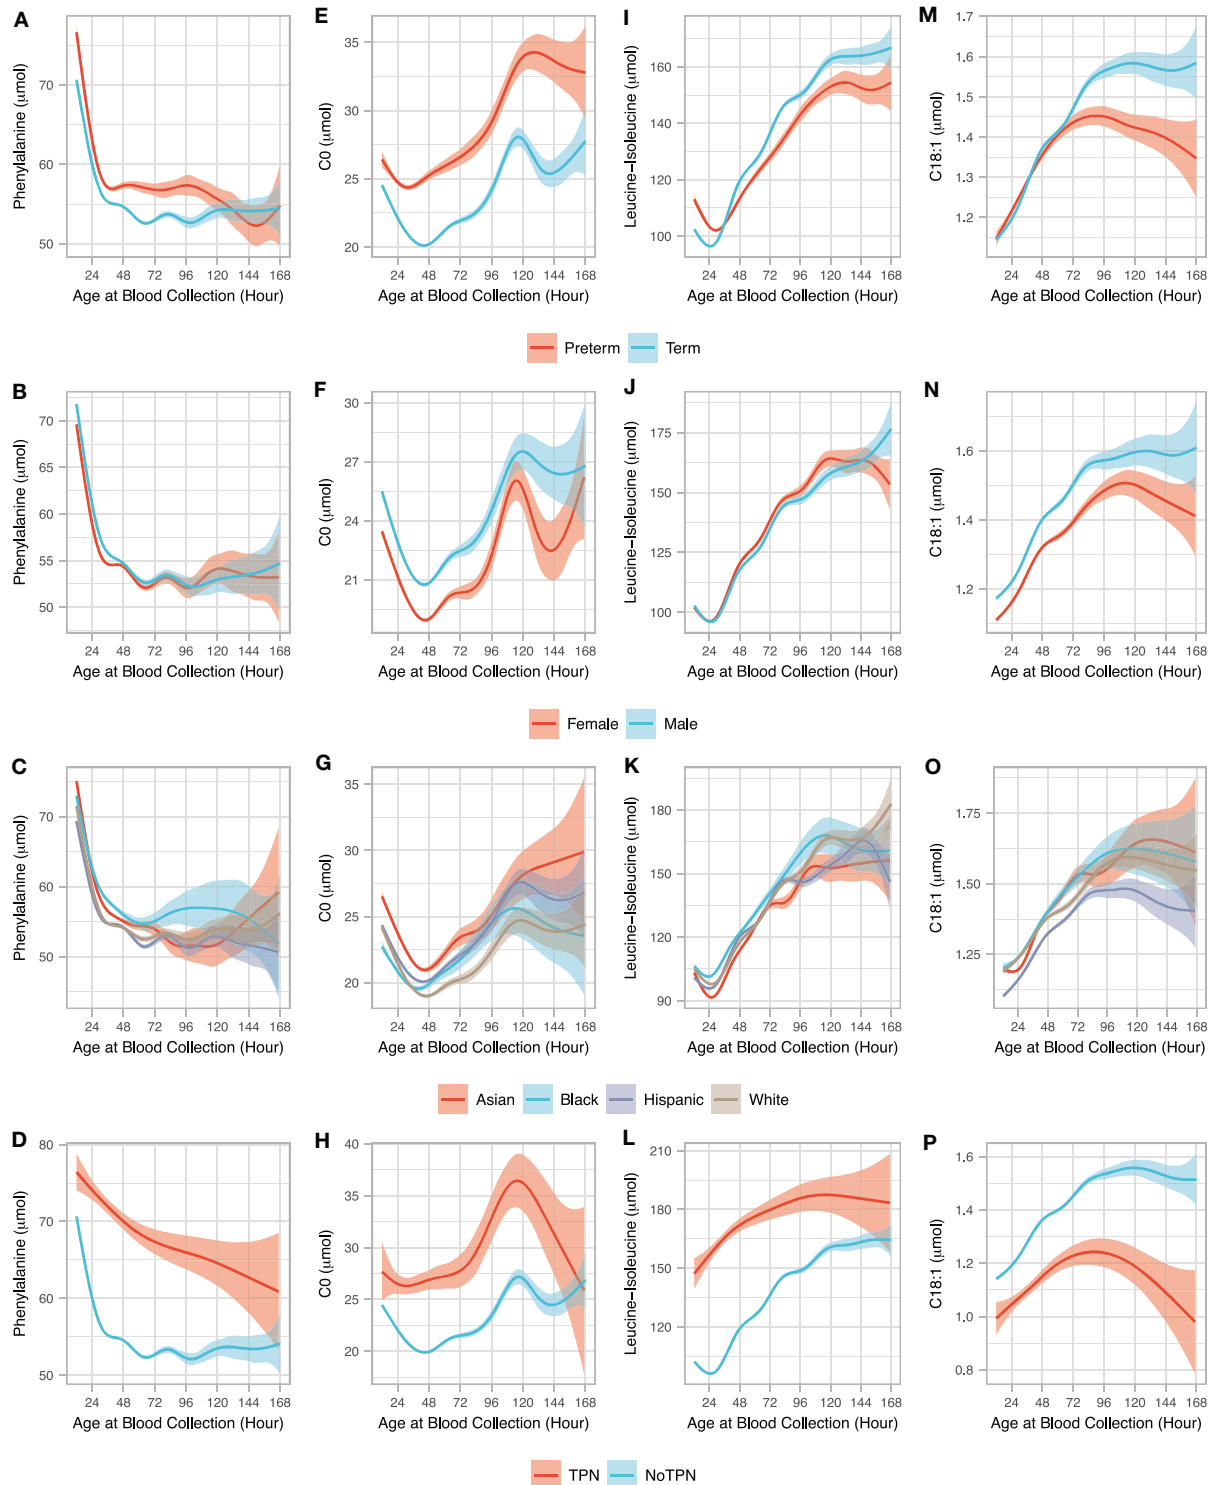 A
E
I
M
Phenylalanine (μmol)
70
60
50
C0 (μmol)
35
30
25
20
Leucine−Isoleucine (μmol)
160
140
120
100
C18:1 (μmol)
1.7
1.6
1.5
1.4
1.3
1.2
24 48 72 96 120 144 168
24 48 72 96 120 144 168
24 48 72 96 120 144 168
24 48 72 96 120 144 168
Age at Blood Collection (Hour)
Age at Blood Collection (Hour)
Age at Blood Collection (Hour)
Age at Blood Collection (Hour)
Preterm Term
B
F
J
N
Phenylalanine (μmol)
70
65
60
55
50
C0 (μmol)
30
27
24
21
Leucine−Isoleucine (μmol)
175
150
125
100
C18:1 (μmol)
1.6
1.4
1.2
24 48 72 96 120 144 168
24 48 72 96 120 144 168
24 48 72 96 120 144 168
24 48 72 96 120 144 168
Age at Blood Collection (Hour)
Age at Blood Collection (Hour)
Age at Blood Collection (Hour)
Age at Blood Collection (Hour)
Female Male
C
G
K
O
Phenylalanine (μmol)
70
60
50
C0 (μmol)
35
30
25
20
Leucine−Isoleucine (μmol)
180
150
120
90
C18:1 (μmol)
1.75
1.50
1.25
24 48 72 96 120 144 168
24 48 72 96 120 144 168
24 48 72 96 120 144 168
24 48 72 96 120 144 168
Age at Blood Collection (Hour)
Age at Blood Collection (Hour)
Age at Blood Collection (Hour)
Age at Blood Collection (Hour)
Asian Black Hispanic White
D
H
L
P
Phenylalanine (μmol)
80
70
60
50
C0 (μmol)
40
35
30
25
20
Leucine−Isoleucine (μmol)
210
180
150
120
C18:1 (μmol)
1.6
1.4
1.2
1.0
0.8
24 48 72 96 120 144 168
24 48 72 96 120 144 168
24 48 72 96 120 144 168
24 48 72 96 120 144 168
Age at Blood Collection (Hour)
Age at Blood Collection (Hour)
Age at Blood Collection (Hour)
Age at Blood Collection (Hour)
TPN NoTPN